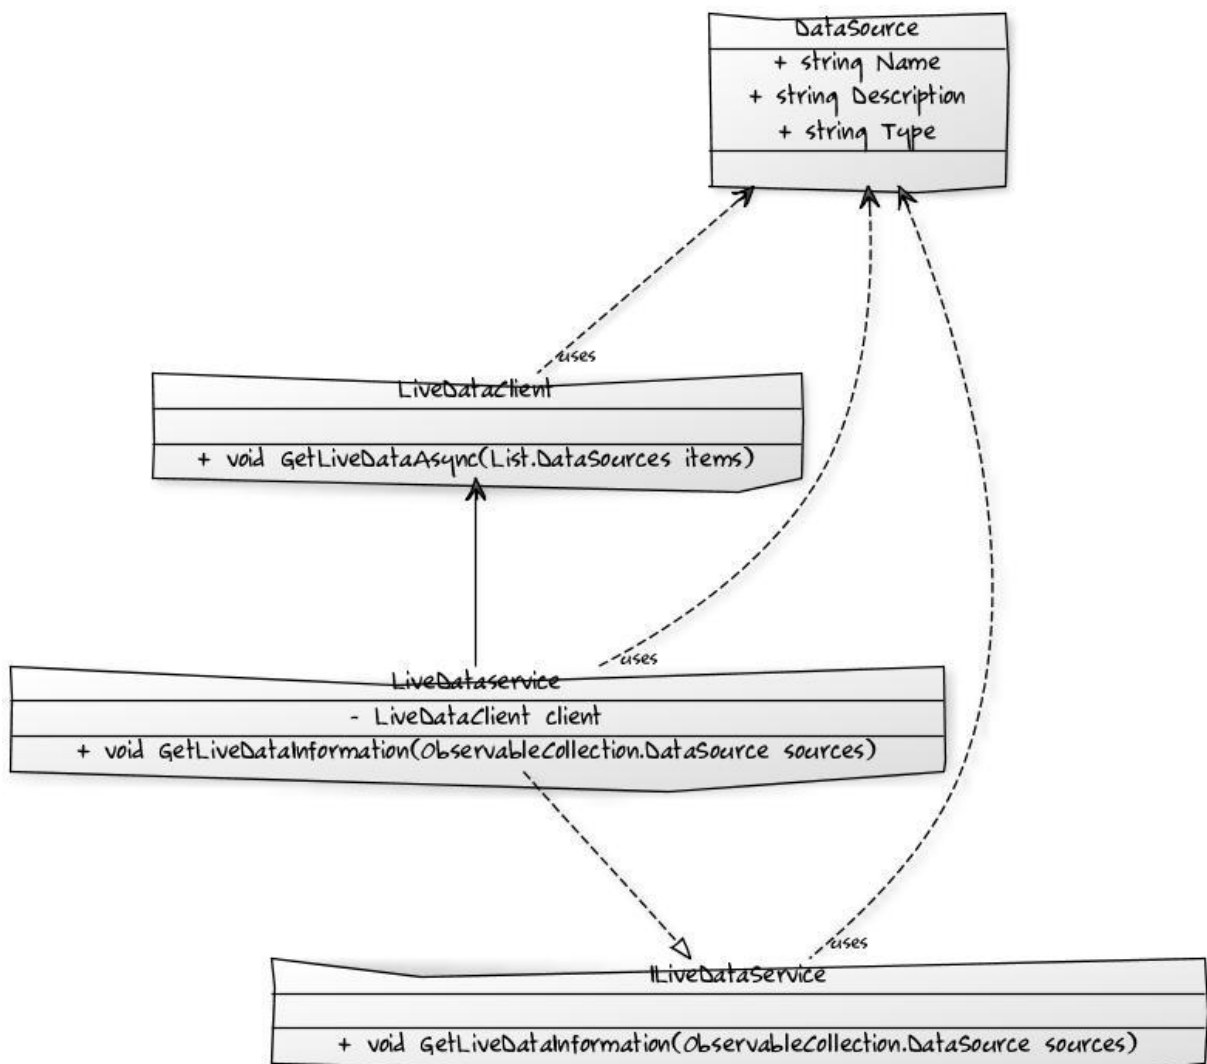 DataSource
+ string Name
+ string Description
+ string Type
uses
LiveDataClient
+ void GetLiveDataAsync(List.DataSources items)
uses
LiveDataservice
- LiveDataClient client
+ void GetLiveDataInformation(ObservableCollection.DataSource sources)
uses
ILiveDataService
+ void GetLiveDataInformation(ObservableCollection.DataSource sources)